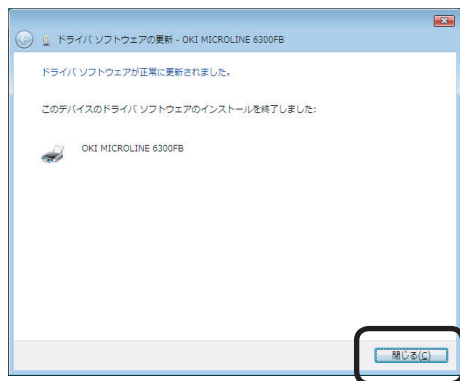 ドライバ ソフトウェアの更新 - OKI MICROLINE 6300FB
ドライバ ソフトウェアが正常に更新されました。
このデバイスのドライバ ソフトウェアのインストールを終了しました:
OKI MICROLINE 6300FB
閉じる(C)